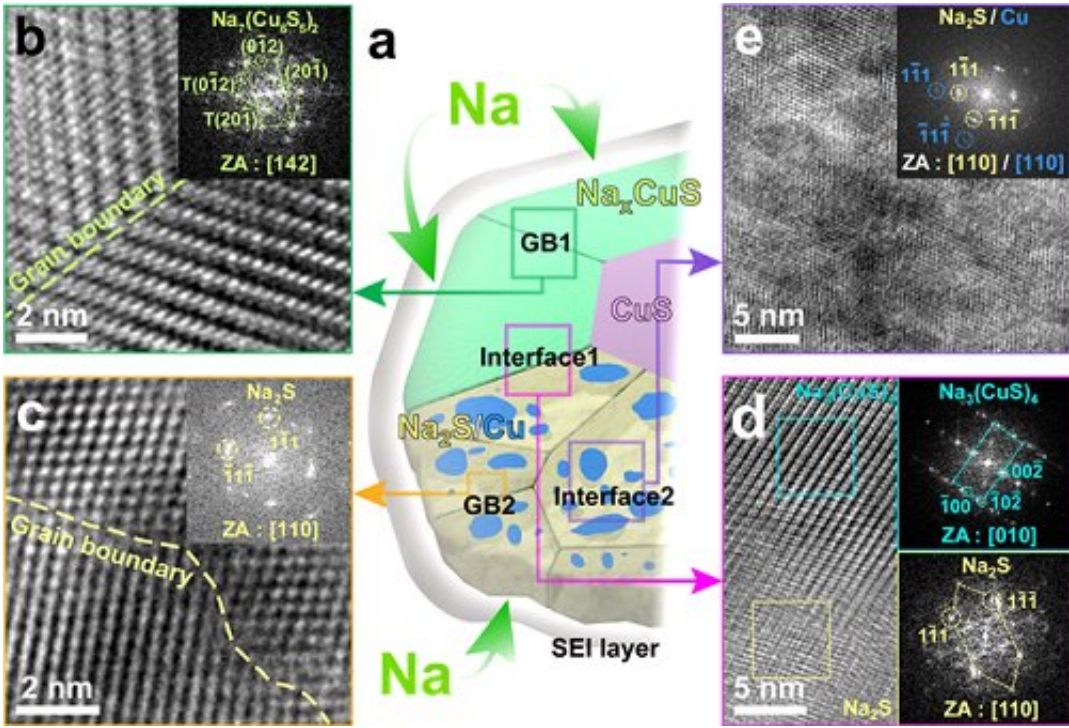 b
Na₇(Cu₆S₅)₂
(01̄2)
T(01̄2)
(201̄)
T(201̄)
ZA : [142]
Grain boundary
2 nm
a
Na
NaₓCuS
GB1
CuS
Interface1
Na₂S/Cu
GB2
Interface2
Na
SEI layer
e
Na₂S / Cu
11̄1
11̄1
1̄11̄
1̄11̄
ZA : [110] / [110]
5 nm
c
Na₂S
11̄1
1̄11̄
ZA : [110]
Grain boundary
2 nm
d
Na₃(CuS)₄
002̄
1̄00
1̄02̄
ZA : [010]
Na₂S
11̄1̄
11̄1
ZA : [110]
5 nm
Na₂S